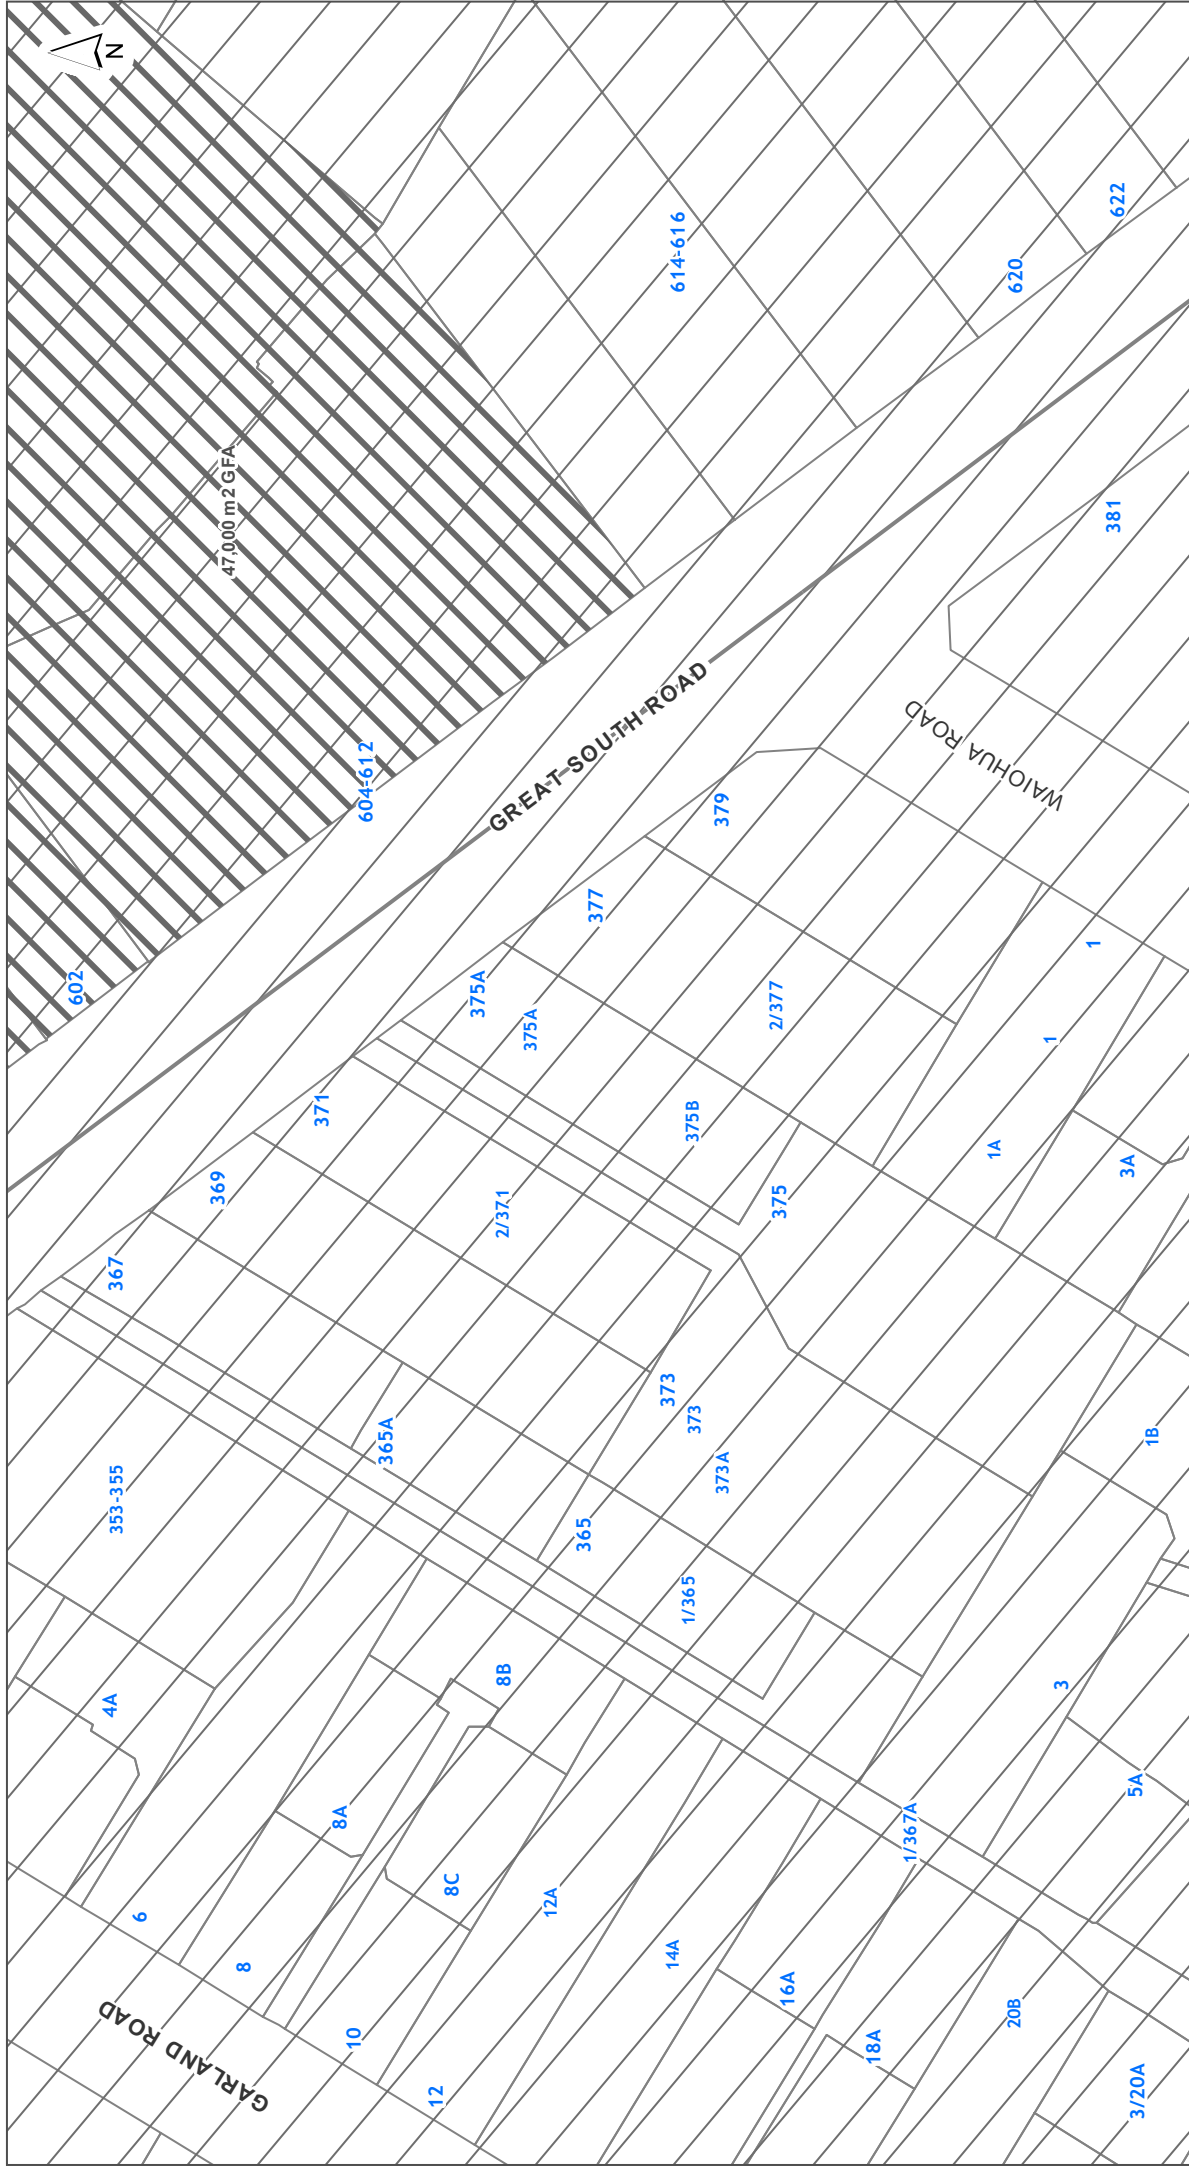 N
47,000 m2 GFA
614-616
622
620
604-612
602
GREAT SOUTH ROAD
381
WAIOHUA ROAD
379
377
375A
375A
2/377
1
1
371
375B
1A
3A
369
2/371
375
367
373
373
373A
365A
1B
353-355
365
1/365
4A
8B
3
8A
5A
1/367A
6
8C
12A
8
14A
16A
GARLAND ROAD
10
18A
20B
12
3/20A